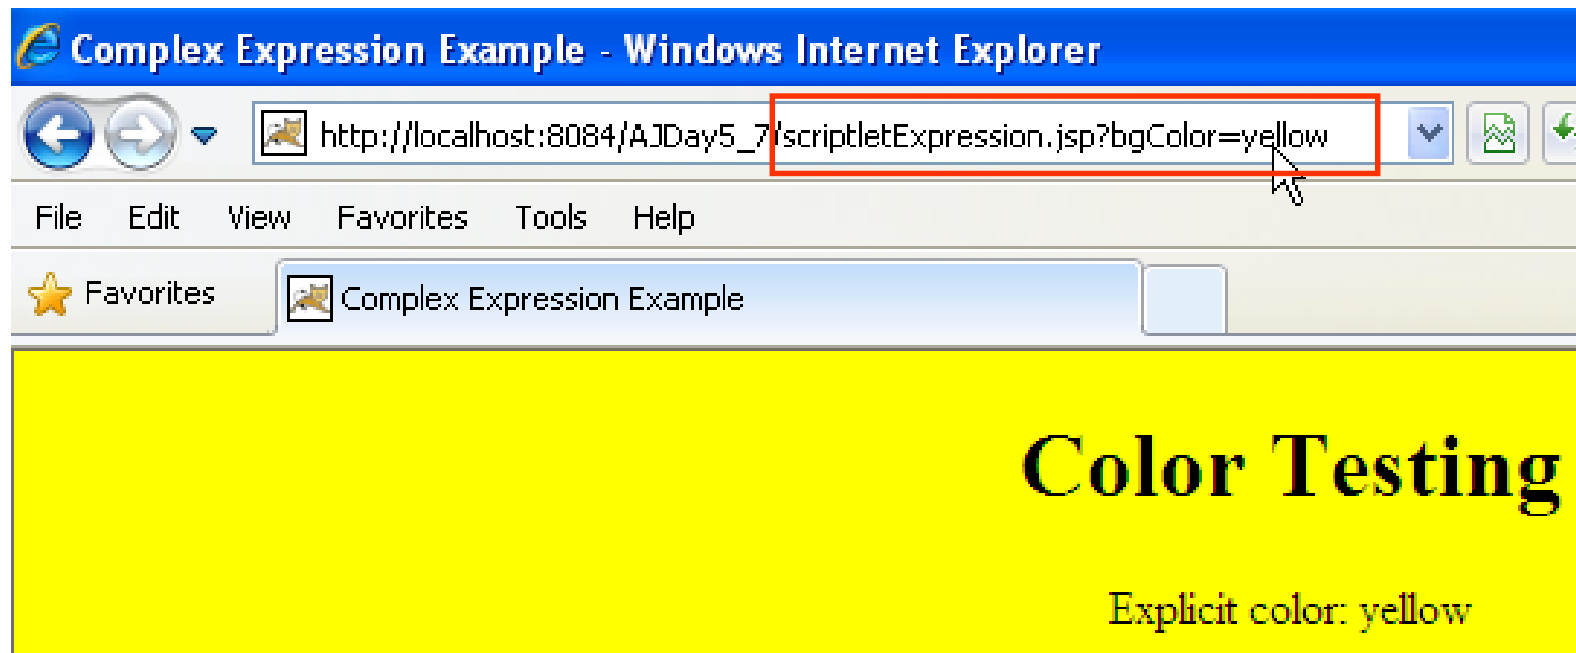 Complex Expression Example - Windows Internet Explorer
http://localhost:8084/AJDay5_7/scriptletExpression.jsp?bgColor=yellow
File Edit View Favorites Tools Help
Favorites Complex Expression Example
Color Testing
Explicit color: yellow